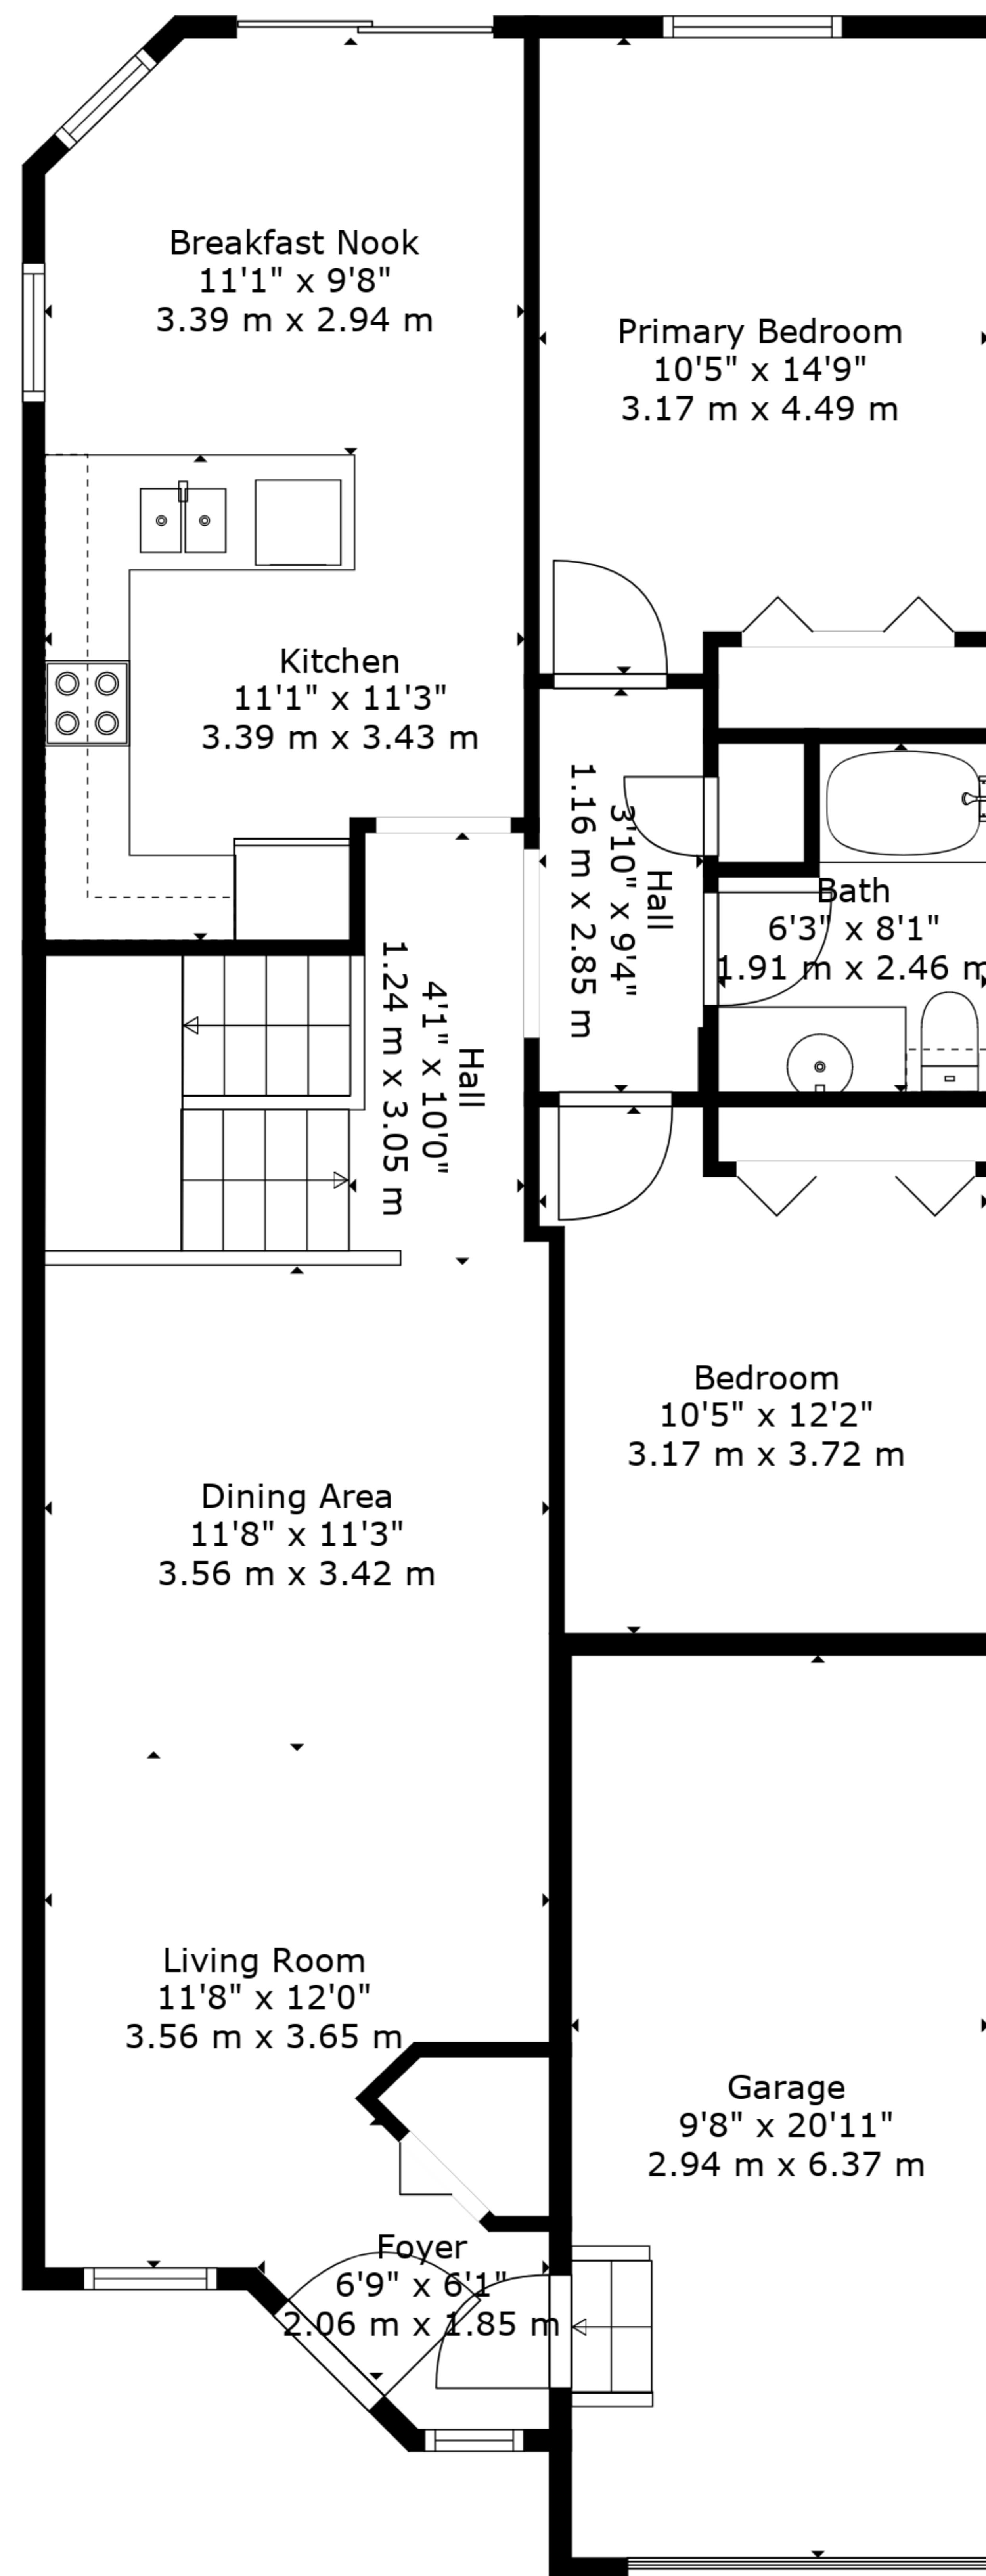 Breakfast Nook
11'1" x 9'8"
3.39 m x 2.94 m
Primary Bedroom
10'5" x 14'9"
3.17 m x 4.49 m
Kitchen
11'1" x 11'3"
3.39 m x 3.43 m
Hall
3'10" x 9'4"
1.16 m x 2.85 m
Bath
6'3" x 8'1"
1.91 m x 2.46 m
Hall
4'1" x 10'0"
1.24 m x 3.05 m
Bedroom
10'5" x 12'2"
3.17 m x 3.72 m
Dining Area
11'8" x 11'3"
3.56 m x 3.42 m
Living Room
11'8" x 12'0"
3.56 m x 3.65 m
Garage
9'8" x 20'11"
2.94 m x 6.37 m
Foyer
6'9" x 6'1"
2.06 m x 1.85 m